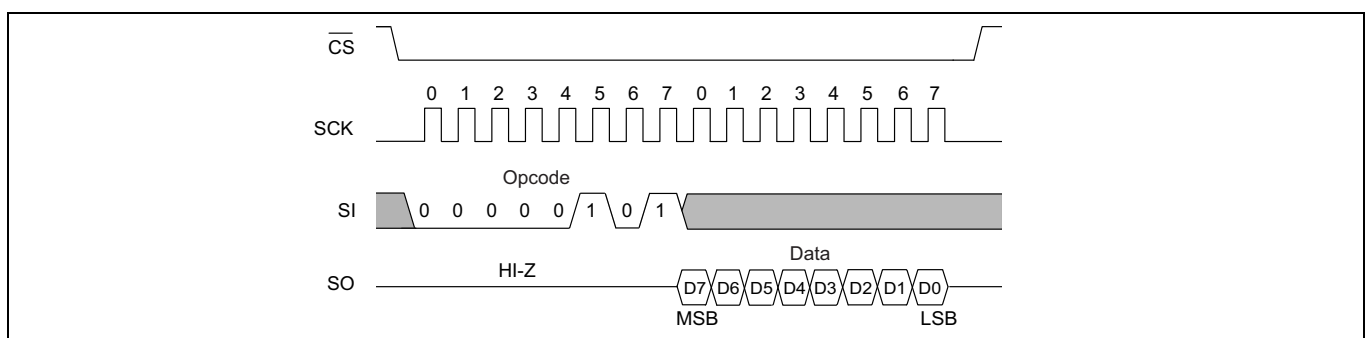 CS
0 1 2 3 4 5 6 7 0 1 2 3 4 5 6 7
SCK
Opcode
SI 0 0 0 0 0 1 0 1
Data
HI-Z
SO D7 D6 D5 D4 D3 D2 D1 D0
MSB LSB